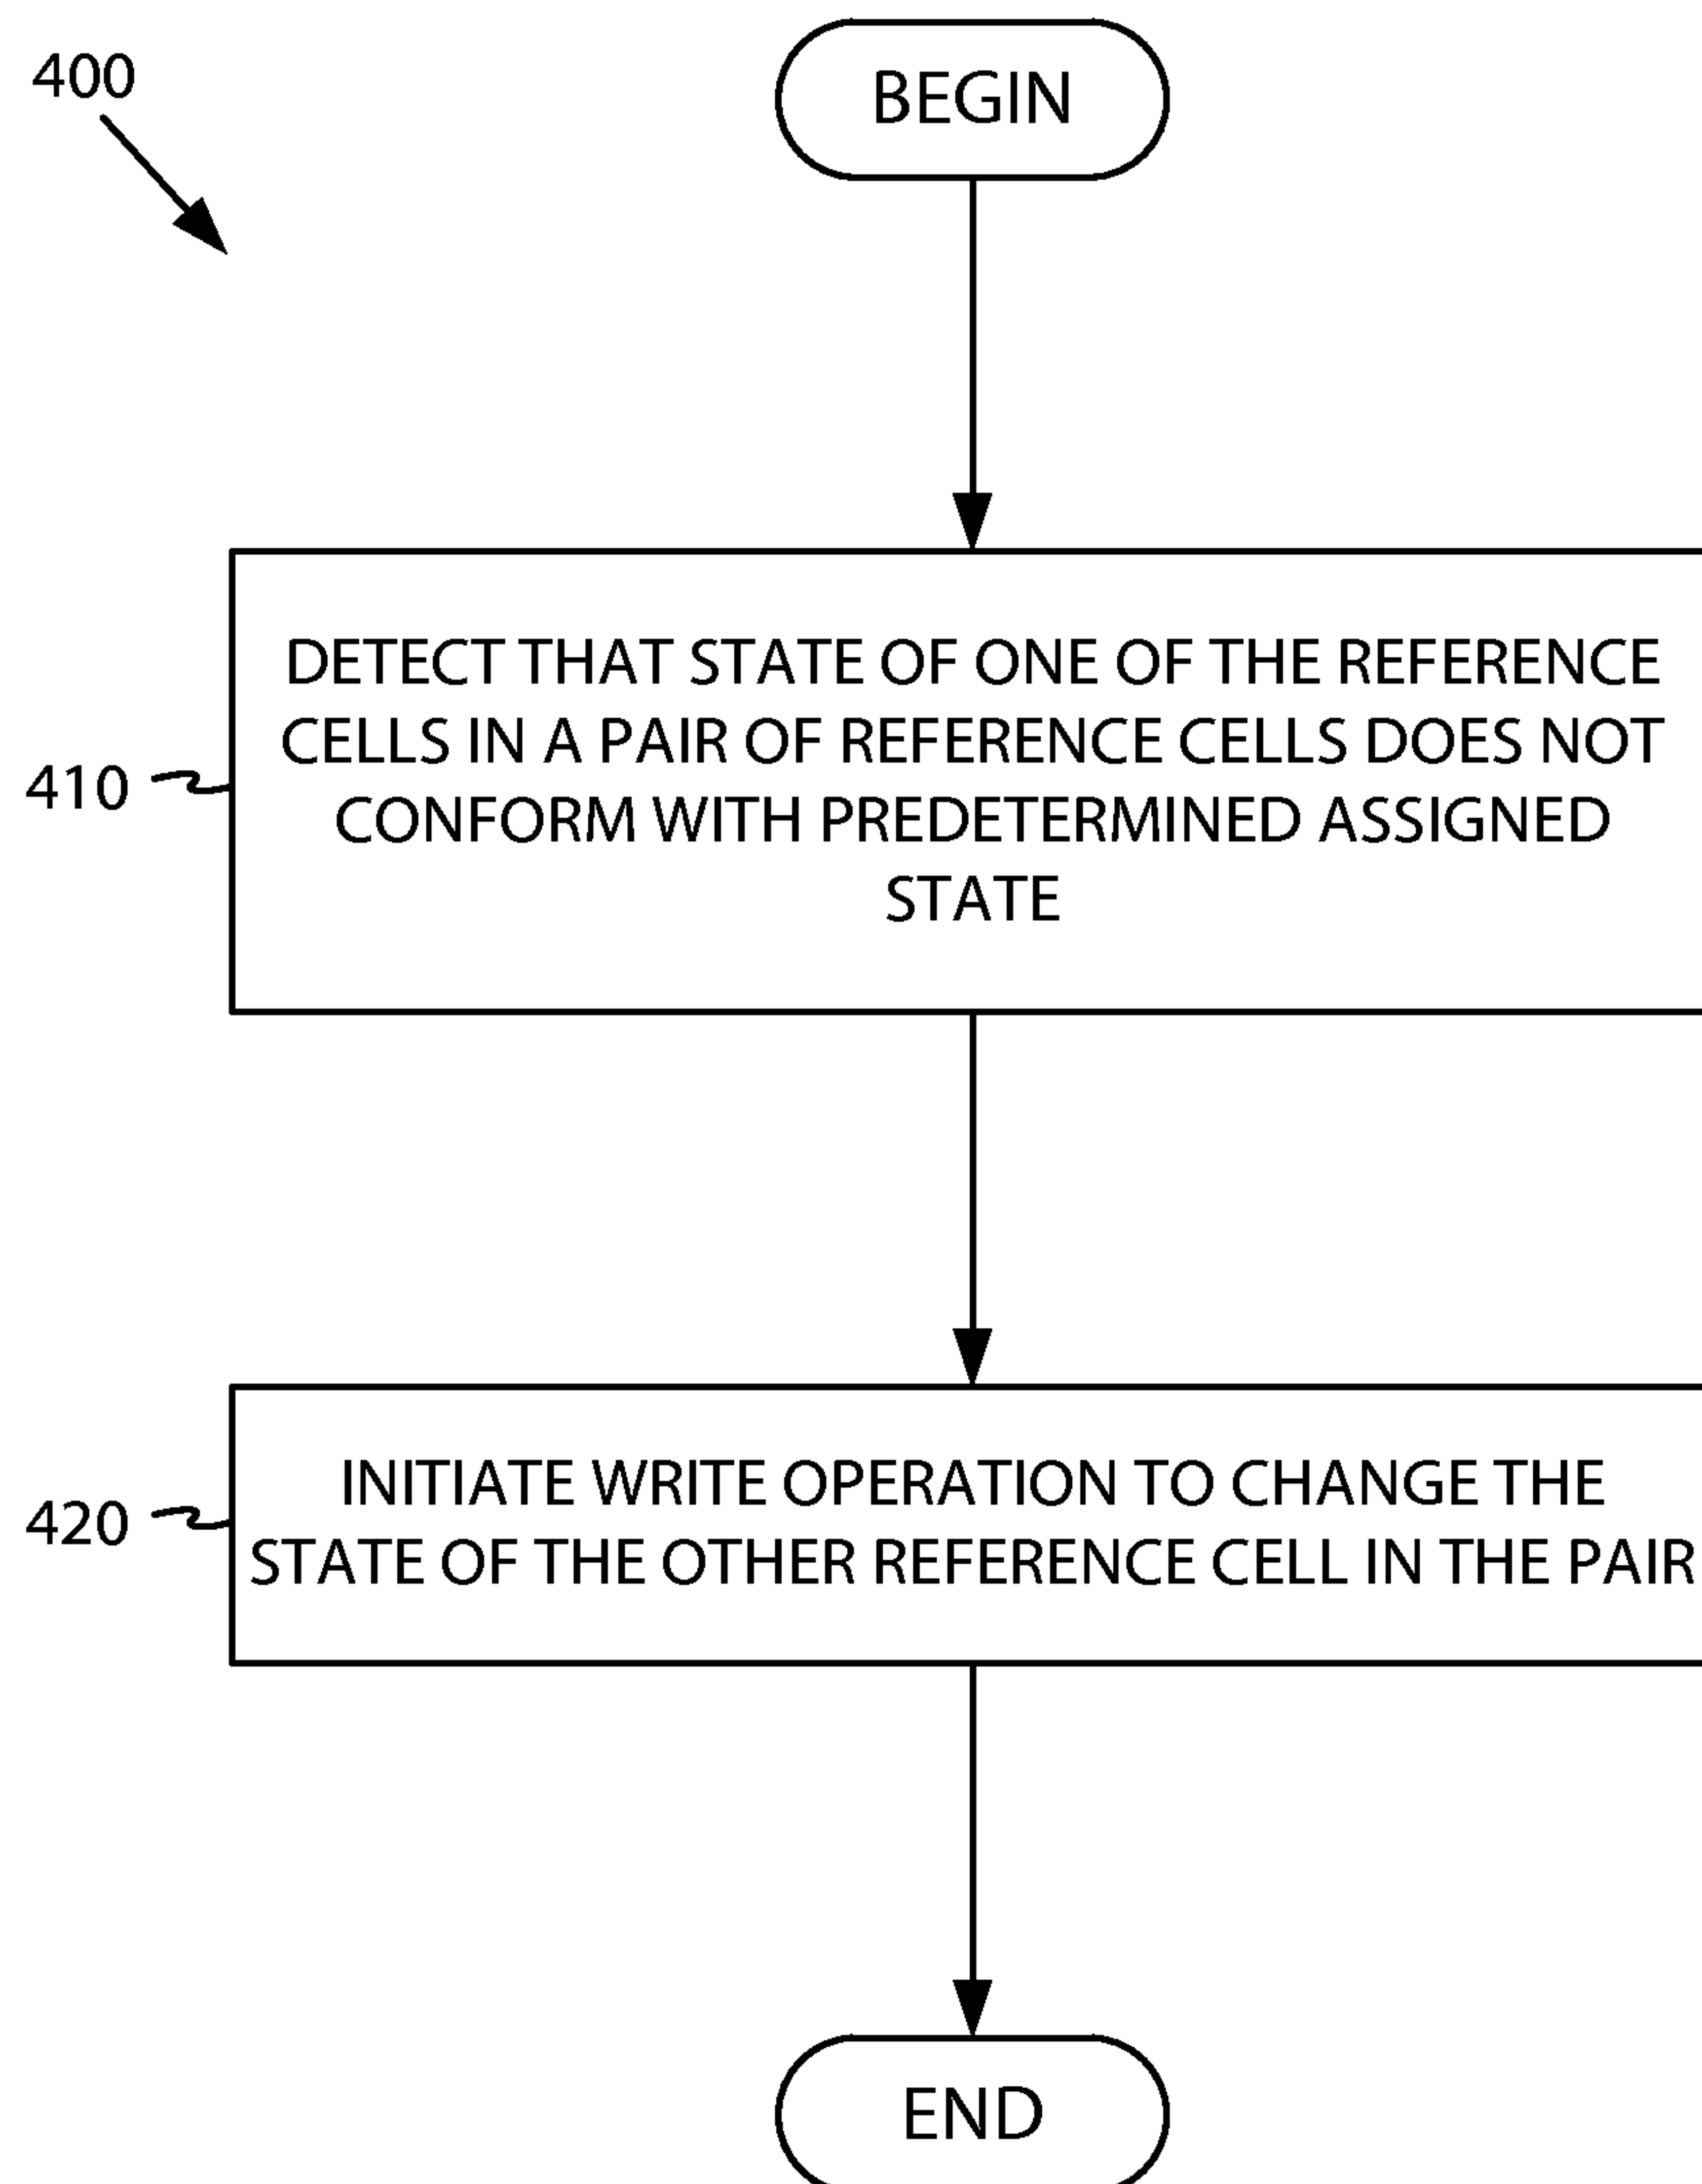 400
BEGIN
DETECT THAT STATE OF ONE OF THE REFERENCE
CELLS IN A PAIR OF REFERENCE CELLS DOES NOT
CONFORM WITH PREDETERMINED ASSIGNED
STATE
410
INITIATE WRITE OPERATION TO CHANGE THE
STATE OF THE OTHER REFERENCE CELL IN THE PAIR
420
END